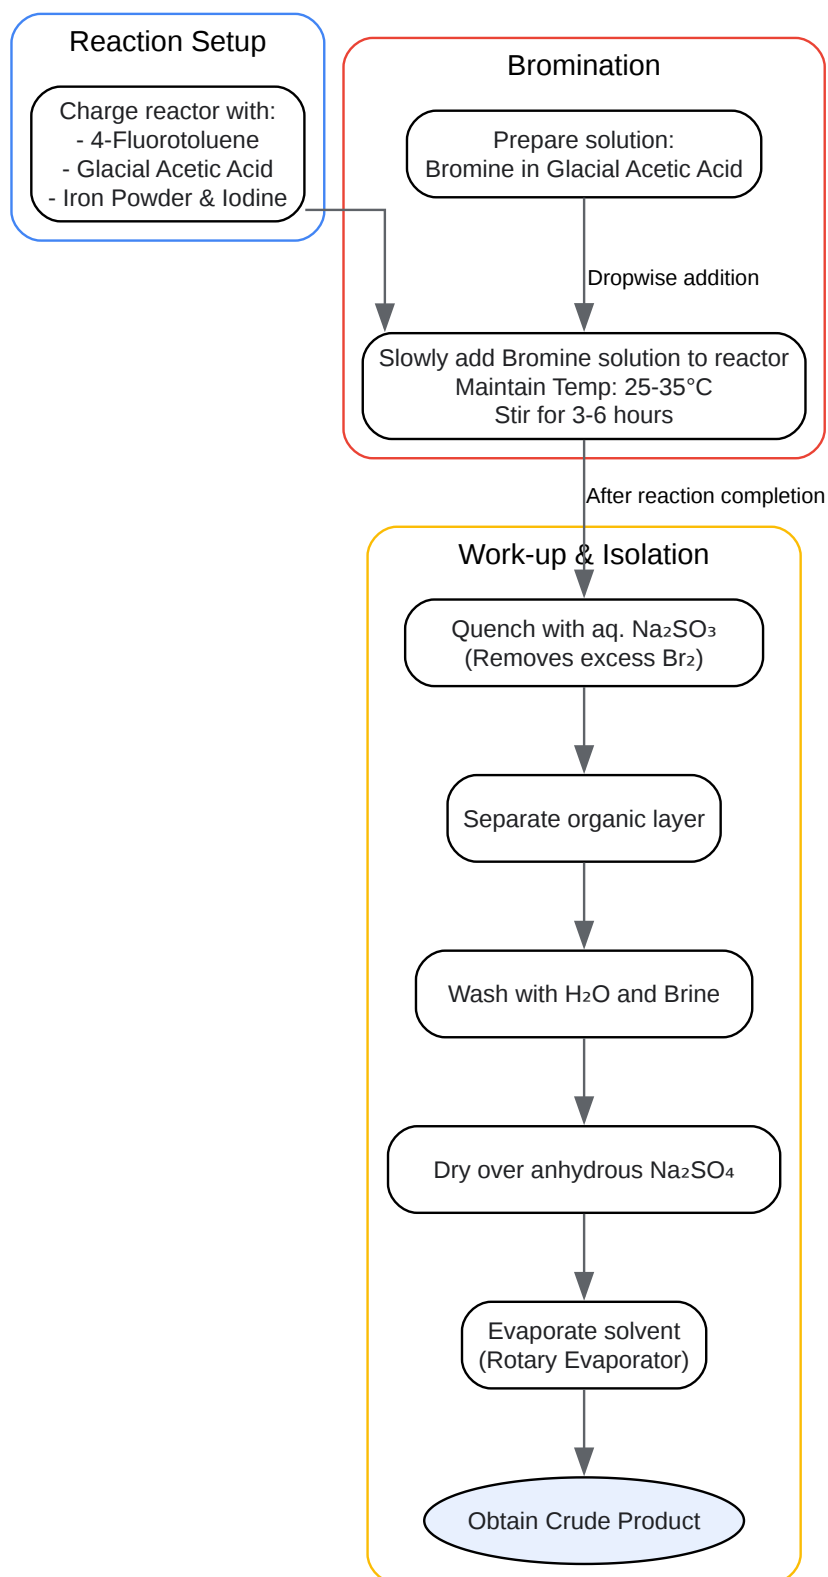 Reaction Setup
Charge reactor with:
- 4-Fluorotoluene
- Glacial Acetic Acid
- Iron Powder & Iodine
Bromination
Prepare solution:
Bromine in Glacial Acetic Acid
Dropwise addition
Slowly add Bromine solution to reactor
Maintain Temp: 25-35°C
Stir for 3-6 hours
After reaction completion
Work-up & Isolation
Quench with aq. Na₂SO₃
(Removes excess Br₂)
Separate organic layer
Wash with H₂O and Brine
Dry over anhydrous Na₂SO₄
Evaporate solvent
(Rotary Evaporator)
Obtain Crude Product